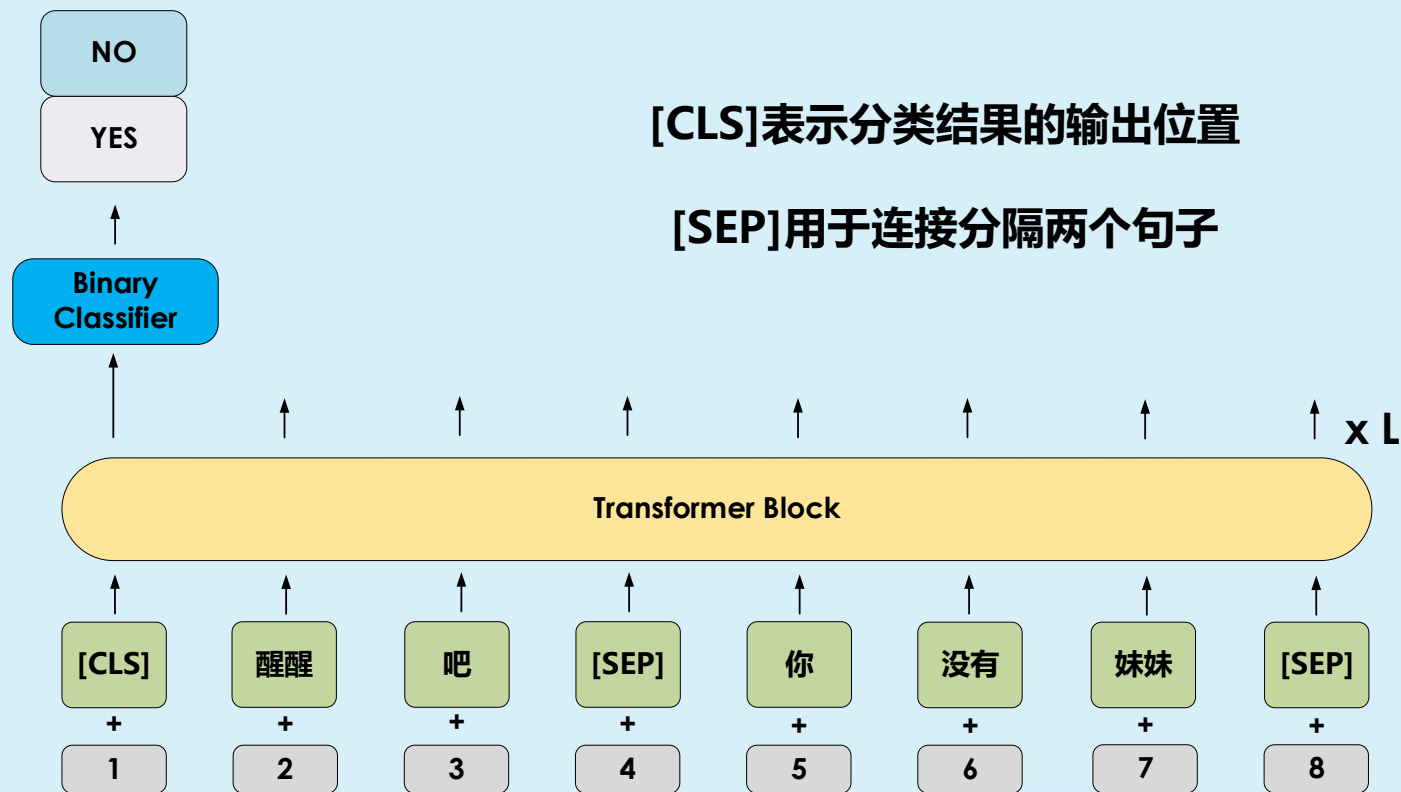 NO
YES
[CLS]表示分类结果的输出位置
[SEP]用于连接分隔两个句子
Binary
Classifier
x L
Transformer Block
[CLS] 醒醒 吧 [SEP] 你 没有 妹妹 [SEP]
+ + + + + + + +
1 2 3 4 5 6 7 8